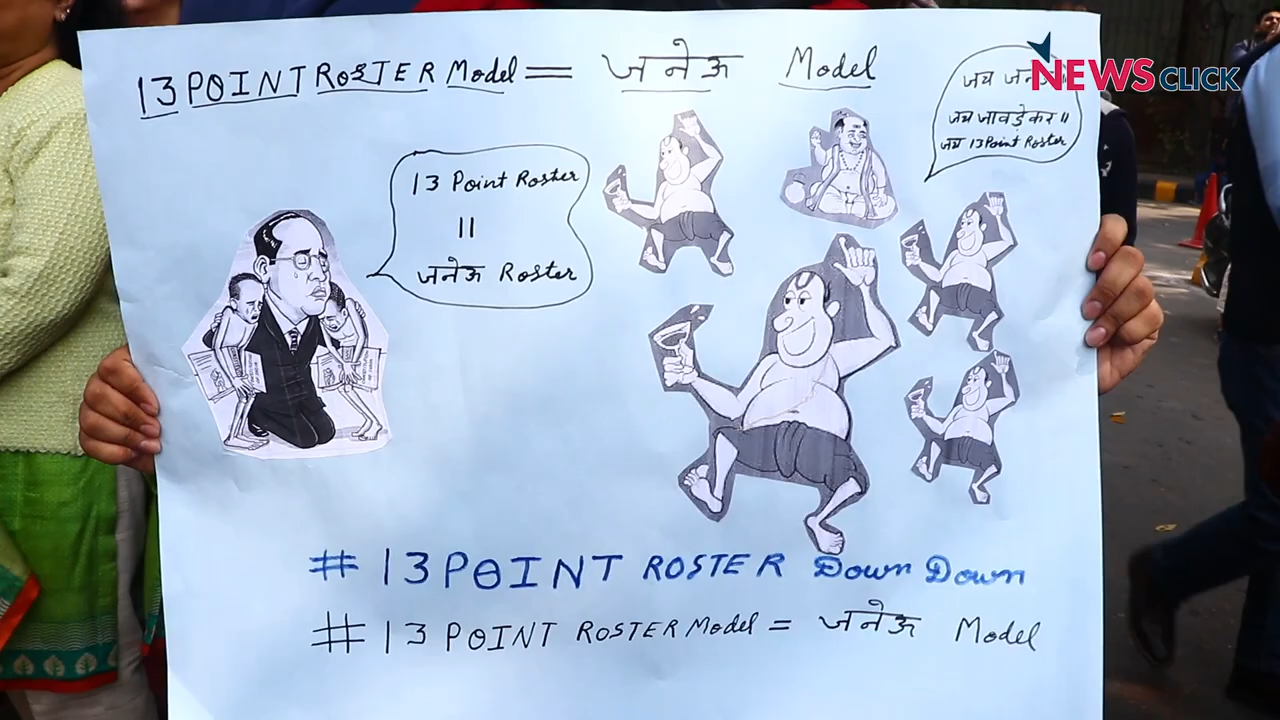 13 POINT ROSTER Model = जनेऊ Model
NEWSCLICK
जय
जय जावड़ेकर॥
जय 13 Point Roster
13 Point Roster
॥
जनेऊ Roster
# 13 POINT ROSTER Down Down
# 13 POINT ROSTER Model = जनेऊ Model